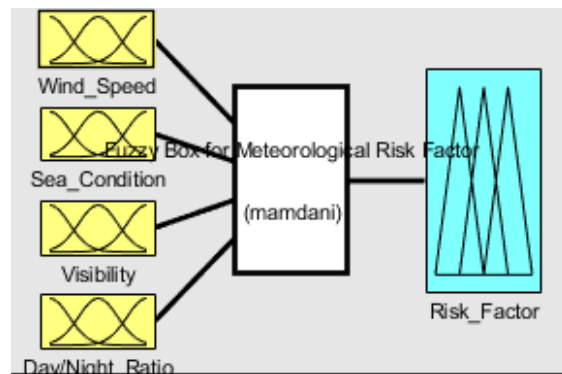 Wind_Speed
Sea_Condition
Visibility
Day/Night_Ratio
Fuzzy Box for Meteorological Risk Factor
(mamdani)
Risk_Factor